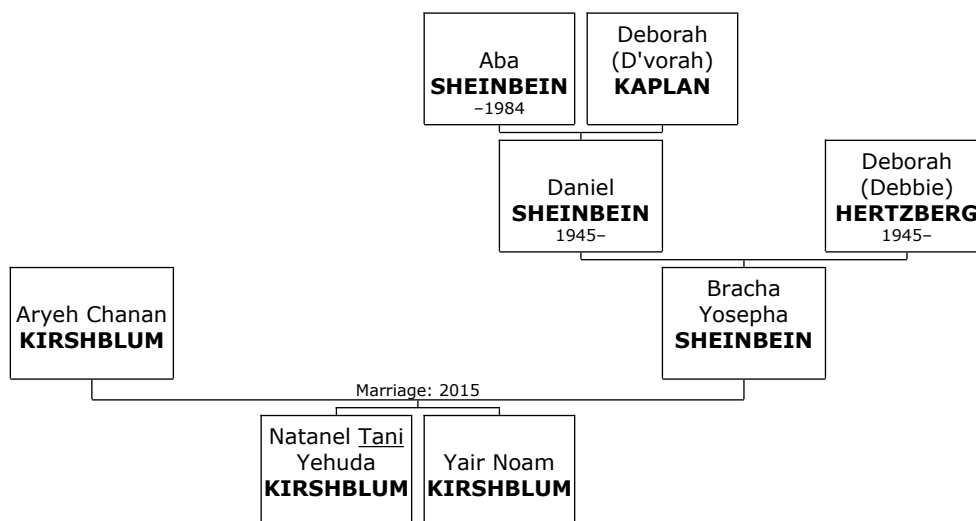 Aba
SHEINBEIN
–1984
Deborah
(D'vorah)
KAPLAN
Daniel
SHEINBEIN
1945–
Deborah
(Debbie)
HERTZBERG
1945–
Aryeh Chanan
KIRSHBLUM
Bracha
Yosepha
SHEINBEIN
Marriage: 2015
Natanel Tani
Yehuda
KIRSHBLUM
Yair Noam
KIRSHBLUM